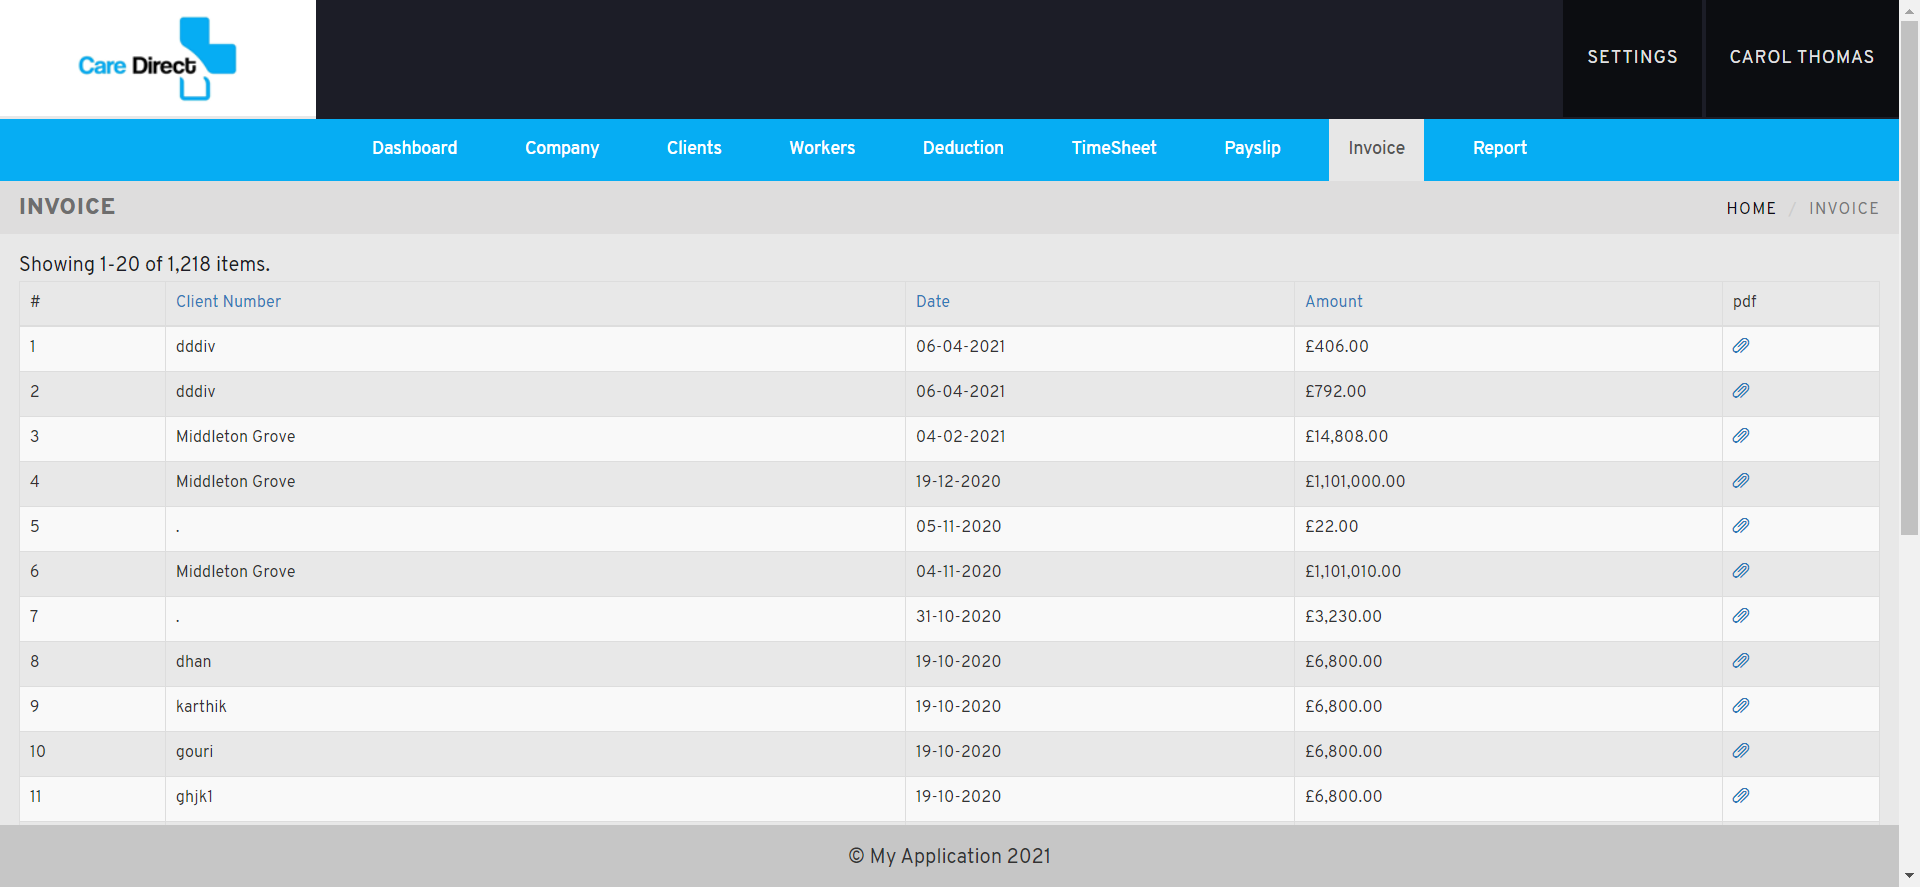 Care Direct
SETTINGS
CAROL THOMAS
Dashboard Company Clients Workers Deduction TimeSheet Payslip Invoice Report
INVOICE
HOME / INVOICE
Showing 1-20 of 1,218 items.
# Client Number Date Amount pdf
1 dddiv 06-04-2021 £406.00
2 dddiv 06-04-2021 £792.00
3 Middleton Grove 04-02-2021 £14,808.00
4 Middleton Grove 19-12-2020 £1,101,000.00
5 . 05-11-2020 £22.00
6 Middleton Grove 04-11-2020 £1,101,010.00
7 . 31-10-2020 £3,230.00
8 dhan 19-10-2020 £6,800.00
9 karthik 19-10-2020 £6,800.00
10 gouri 19-10-2020 £6,800.00
11 ghjk1 19-10-2020 £6,800.00
© My Application 2021